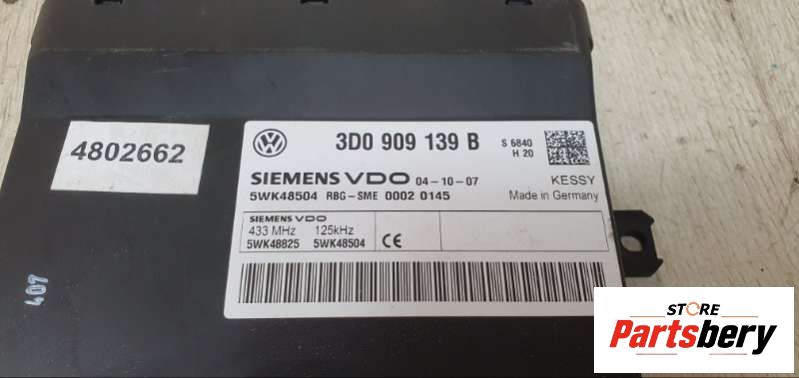 4802662
3D0 909 139 B
S 6840
H 20
SIEMENS VDO 04-10-07
KESSY
5WK48504 RBG-SME 0002 0145
Made in Germany
SIEMENS VDO
433 MHz 125kHz
5WK48825 5WK48504
CE
407
STORE
Partsbery